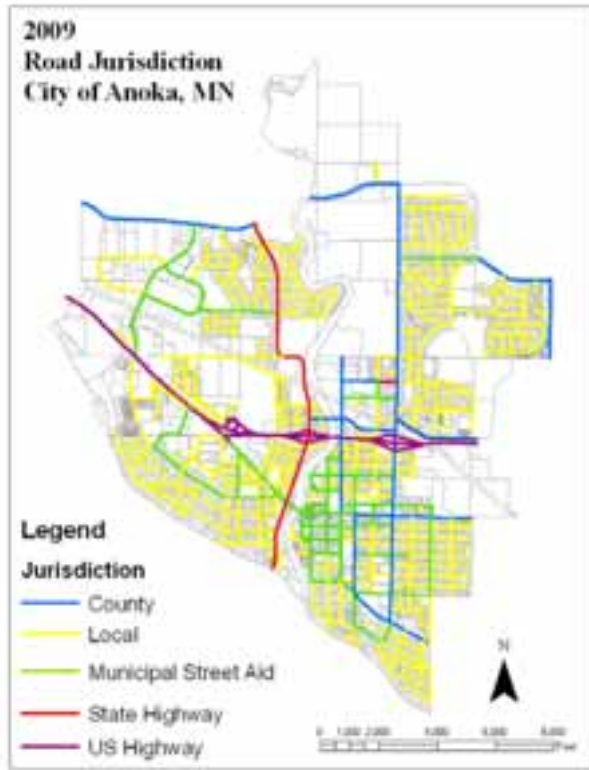 2009
Road Jurisdiction
City of Anoka, MN
Legend
Jurisdiction
County
Local
Municipal Street Aid
State Highway
US Highway
N